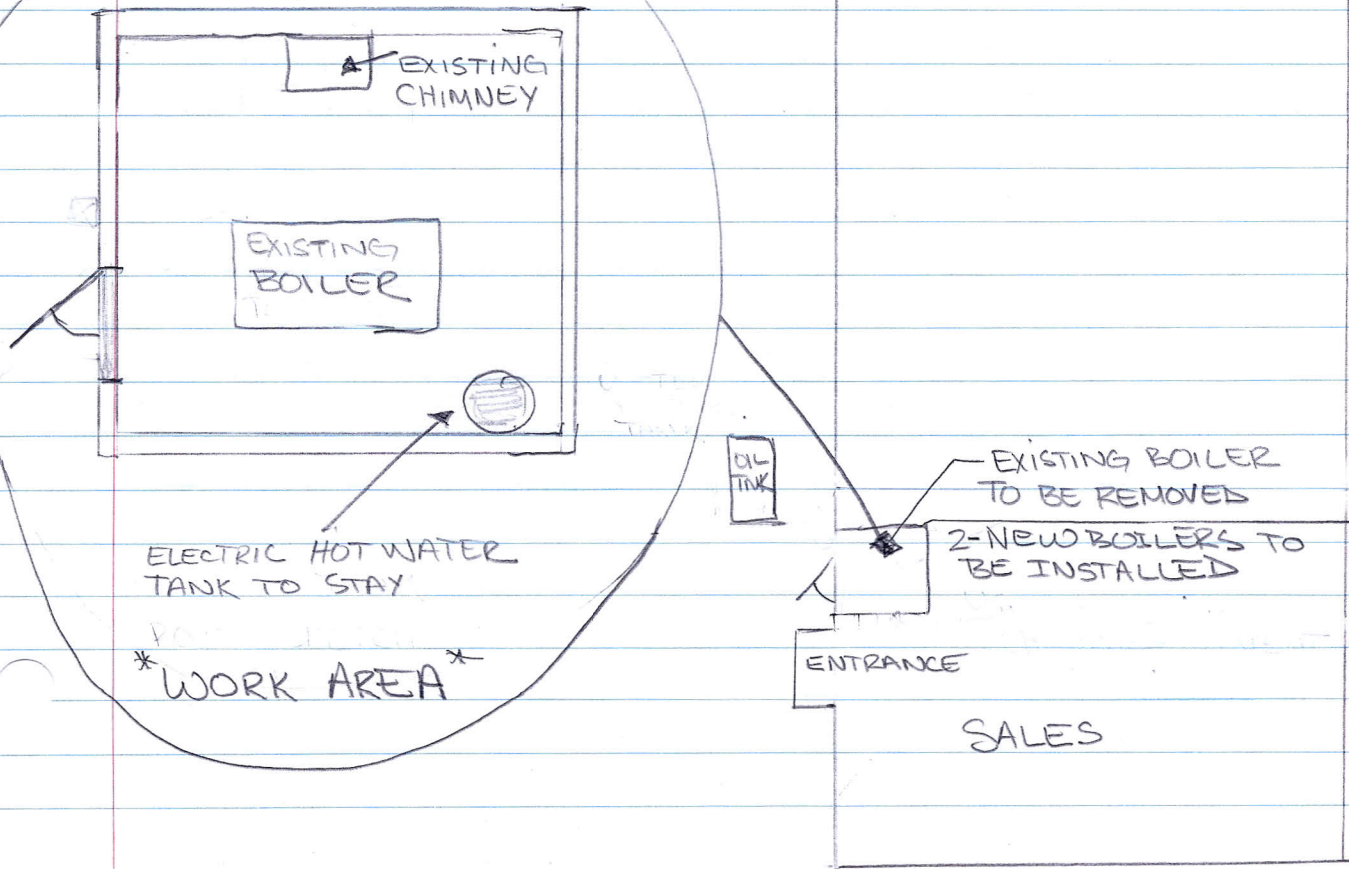 EXISTING
CHIMNEY
EXISTING
BOILER
ELECTRIC HOT WATER
TANK TO STAY
*WORK AREA*
OIL
TNK
EXISTING BOILER
TO BE REMOVED
2-NEW BOILERS TO
BE INSTALLED
ENTRANCE
SALES